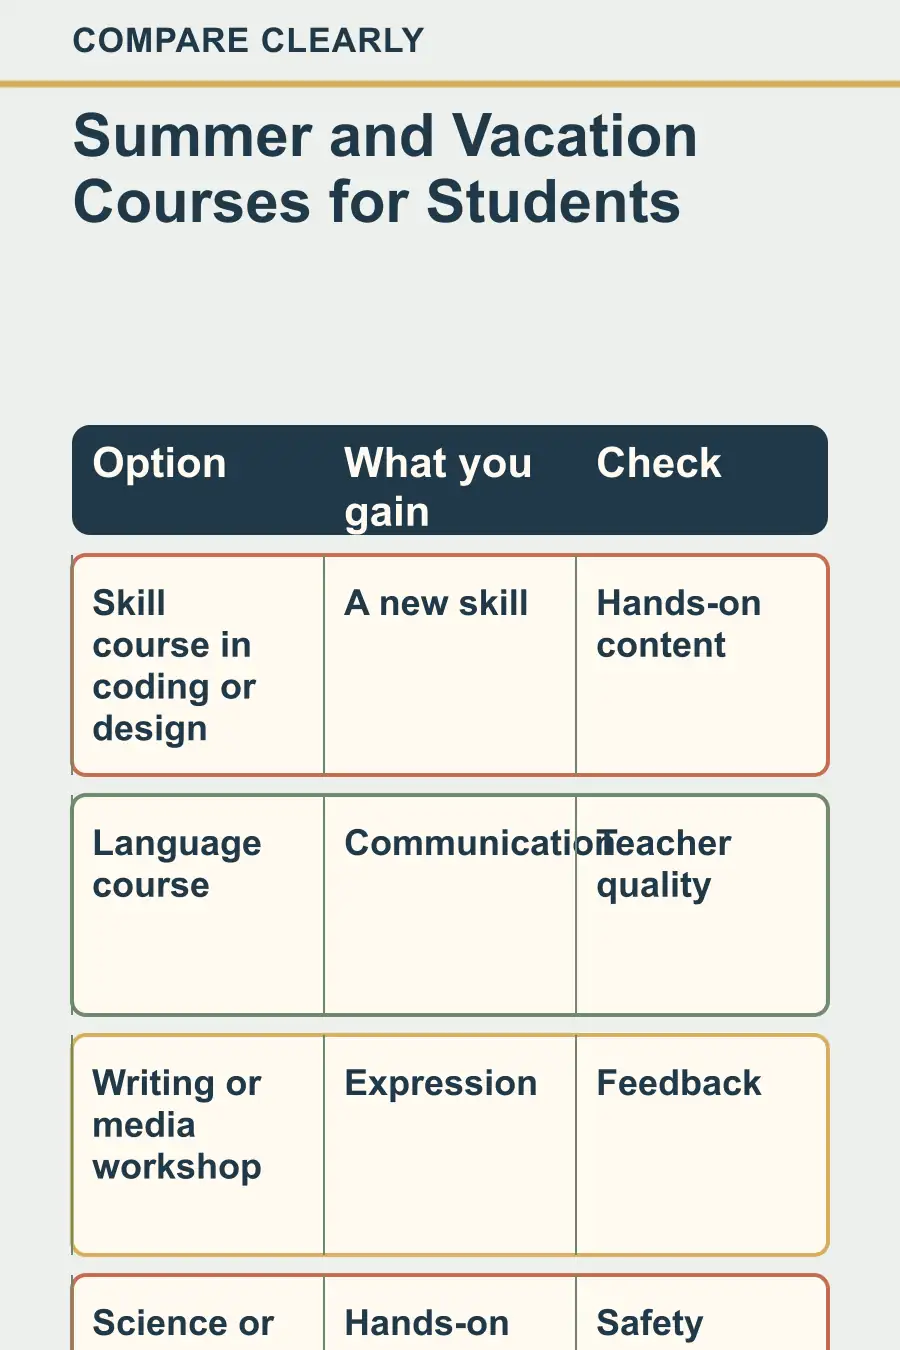 COMPARE CLEARLY
Summer and Vacation
Courses for Students
Option
What you
gain
Check
Skill
course in
coding or
design
A new skill
Hands-on
content
Language
course
Communication
Teacher
quality
Writing or
media
workshop
Expression
Feedback
Science or
Hands-on
Safety